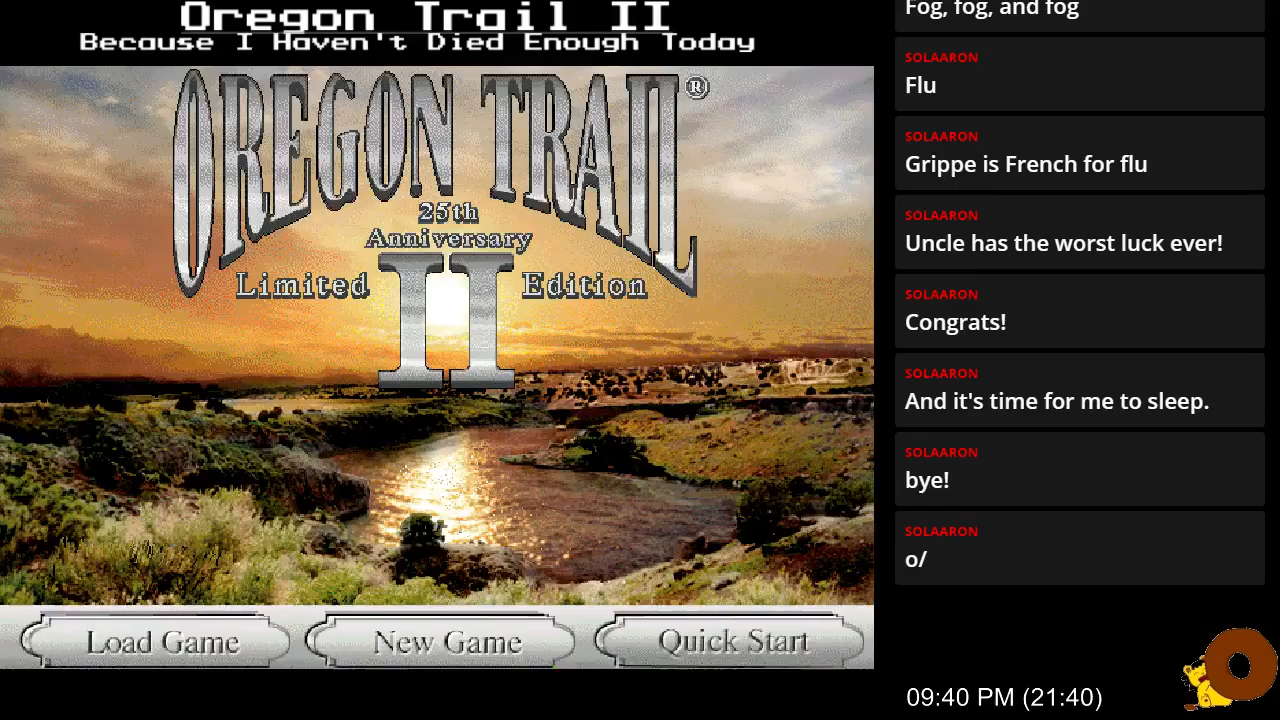 Oregon Trail II
Because I Haven't Died Enough Today
OREGON TRAIL®
25th
Anniversary
Limited II Edition
Load Game
New Game
Quick Start
Fog, fog, and fog
SOLAARON
Flu
SOLAARON
Grippe is French for flu
SOLAARON
Uncle has the worst luck ever!
SOLAARON
Congrats!
SOLAARON
And it's time for me to sleep.
SOLAARON
bye!
SOLAARON
o/
09:40 PM (21:40)